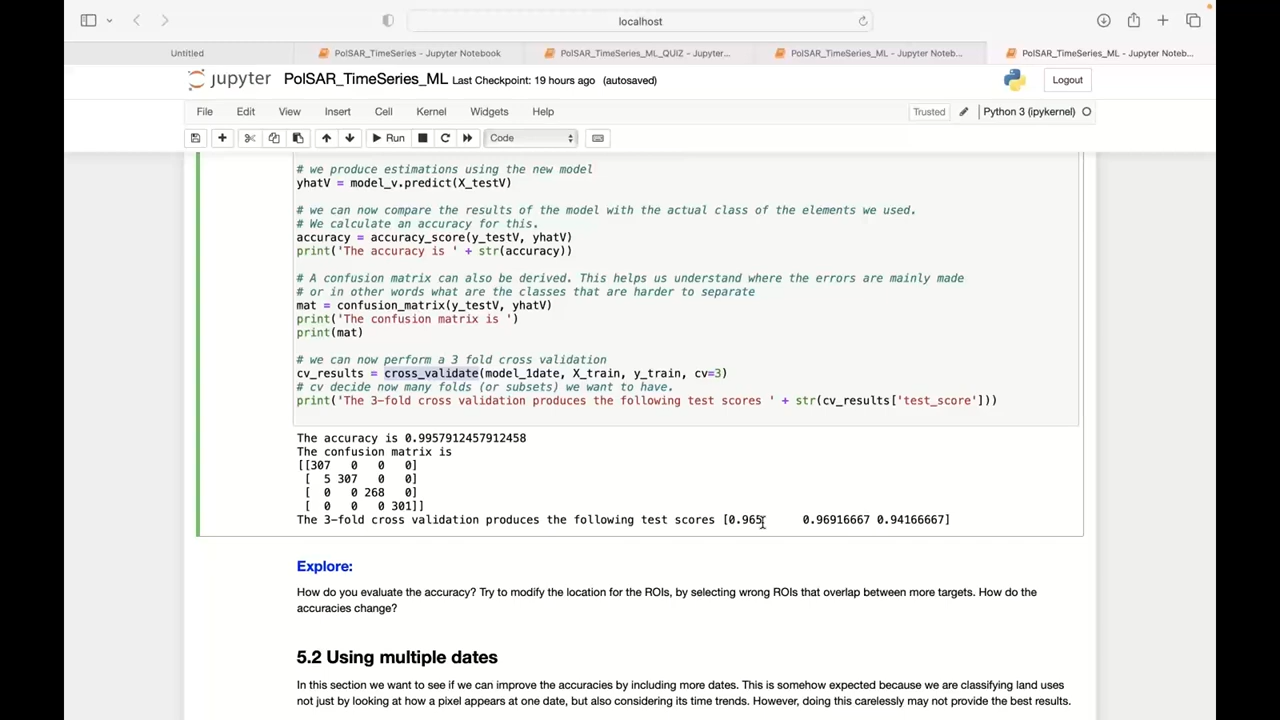 localhost
Untitled
PolSAR_TimeSeries - Jupyter Notebook
PolSAR_TimeSeries_ML_QUIZ - Jupyter...
PolSAR_TimeSeries_ML - Jupyter Noteb...
PolSAR_TimeSeries_ML - Jupyter Noteb...
jupyter PolSAR_TimeSeries_ML Last Checkpoint: 19 hours ago (autosaved)
Logout
File Edit View Insert Cell Kernel Widgets Help
Trusted
Python 3 (ipykernel)
Run
Code
# we produce estimations using the new model
yhatV = model_v.predict(X_testV)
# we can now compare the results of the model with the actual class of the elements we used.
# We calculate an accuracy for this.
accuracy = accuracy_score(y_testV, yhatV)
print('The accuracy is ' + str(accuracy))
# A confusion matrix can also be derived. This helps us understand where the errors are mainly made
# or in other words what are the classes that are harder to separate
mat = confusion_matrix(y_testV, yhatV)
print('The confusion matrix is ')
print(mat)
# we can now perform a 3 fold cross validation
cv_results = cross_validate(model_1date, X_train, y_train, cv=3)
# cv decide now many folds (or subsets) we want to have.
print('The 3-fold cross validation produces the following test scores ' + str(cv_results['test_score']))
The accuracy is 0.9957912457912458
The confusion matrix is
[[307 0 0 0]
[ 5 307 0 0]
[ 0 0 268 0]
[ 0 0 0 301]]
The 3-fold cross validation produces the following test scores [0.965 0.96916667 0.94166667]
Explore:
How do you evaluate the accuracy? Try to modify the location for the ROIs, by selecting wrong ROIs that overlap between more targets. How do the
accuracies change?
5.2 Using multiple dates
In this section we want to see if we can improve the accuracies by including more dates. This is somehow expected because we are classifying land uses
not just by looking at how a pixel appears at one date, but also considering its time trends. However, doing this carelessly may not provide the best results.